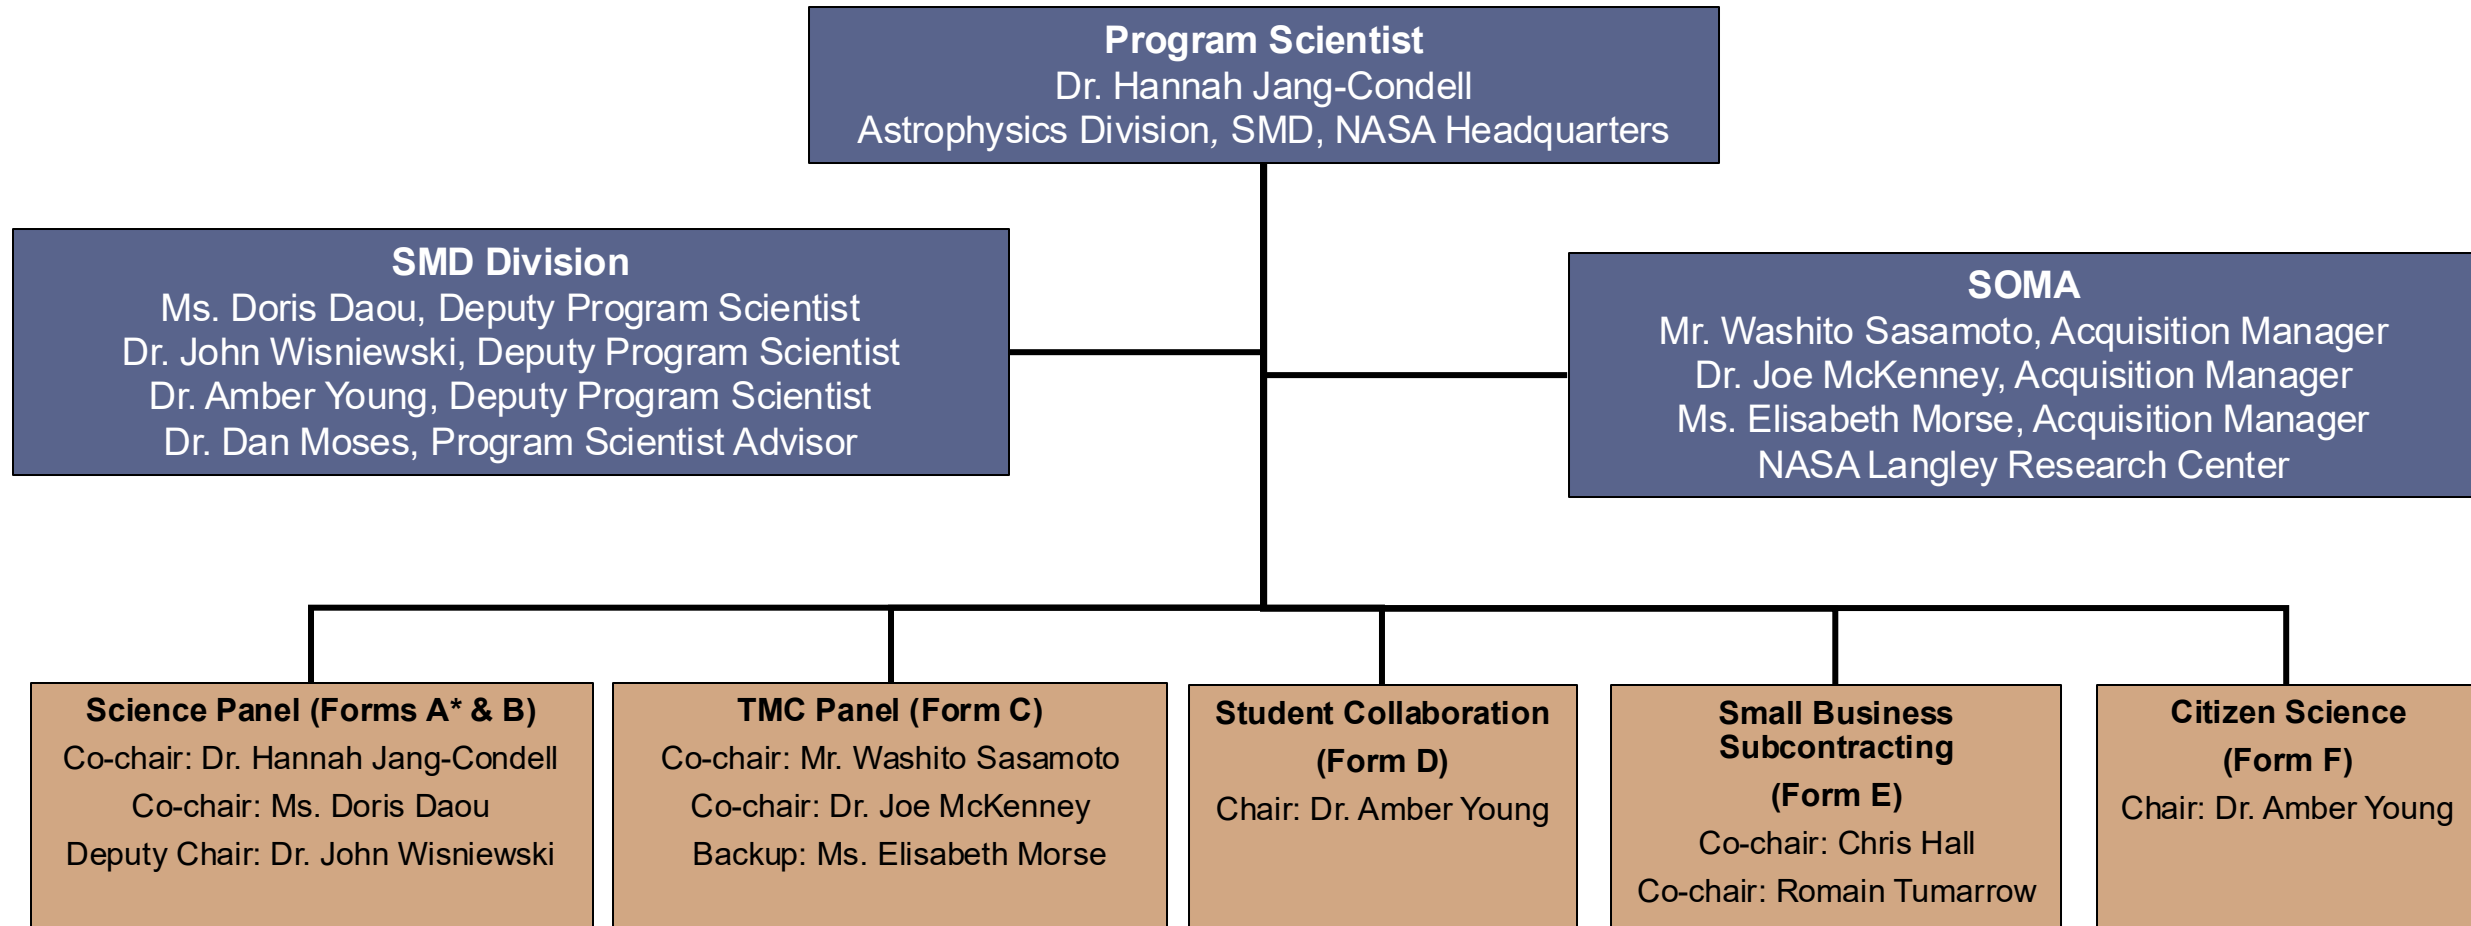 Program Scientist
Dr. Hannah Jang-Condell
Astrophysics Division, SMD, NASA Headquarters
SMD Division
Ms. Doris Daou, Deputy Program Scientist
Dr. John Wisniewski, Deputy Program Scientist
Dr. Amber Young, Deputy Program Scientist
Dr. Dan Moses, Program Scientist Advisor
SOMA
Mr. Washito Sasamoto, Acquisition Manager
Dr. Joe McKenney, Acquisition Manager
Ms. Elisabeth Morse, Acquisition Manager
NASA Langley Research Center
Science Panel (Forms A* & B)
Co-chair: Dr. Hannah Jang-Condell
Co-chair: Ms. Doris Daou
Deputy Chair: Dr. John Wisniewski
TMC Panel (Form C)
Co-chair: Mr. Washito Sasamoto
Co-chair: Dr. Joe McKenney
Backup: Ms. Elisabeth Morse
Student Collaboration
(Form D)
Chair: Dr. Amber Young
Small Business
Subcontracting
(Form E)
Co-chair: Chris Hall
Co-chair: Romain Tumarrow
Citizen Science
(Form F)
Chair: Dr. Amber Young